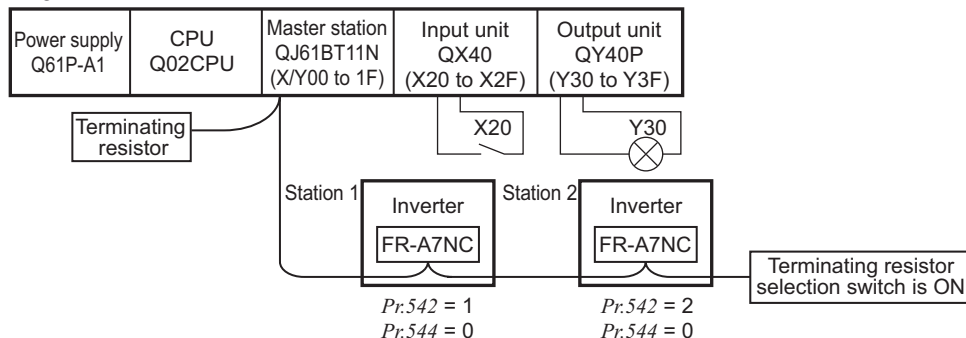 Power supply
Q61P-A1
CPU
Q02CPU
Master station
QJ61BT11N
(X/Y00 to 1F)
Input unit
QX40
(X20 to X2F)
Output unit
QY40P
(Y30 to Y3F)
Terminating
resistor
X20
Y30
Station 1
Inverter
FR-A7NC
Station 2
Inverter
FR-A7NC
Terminating resistor
selection switch is ON
Pr.542 = 1
Pr.544 = 0
Pr.542 = 2
Pr.544 = 0